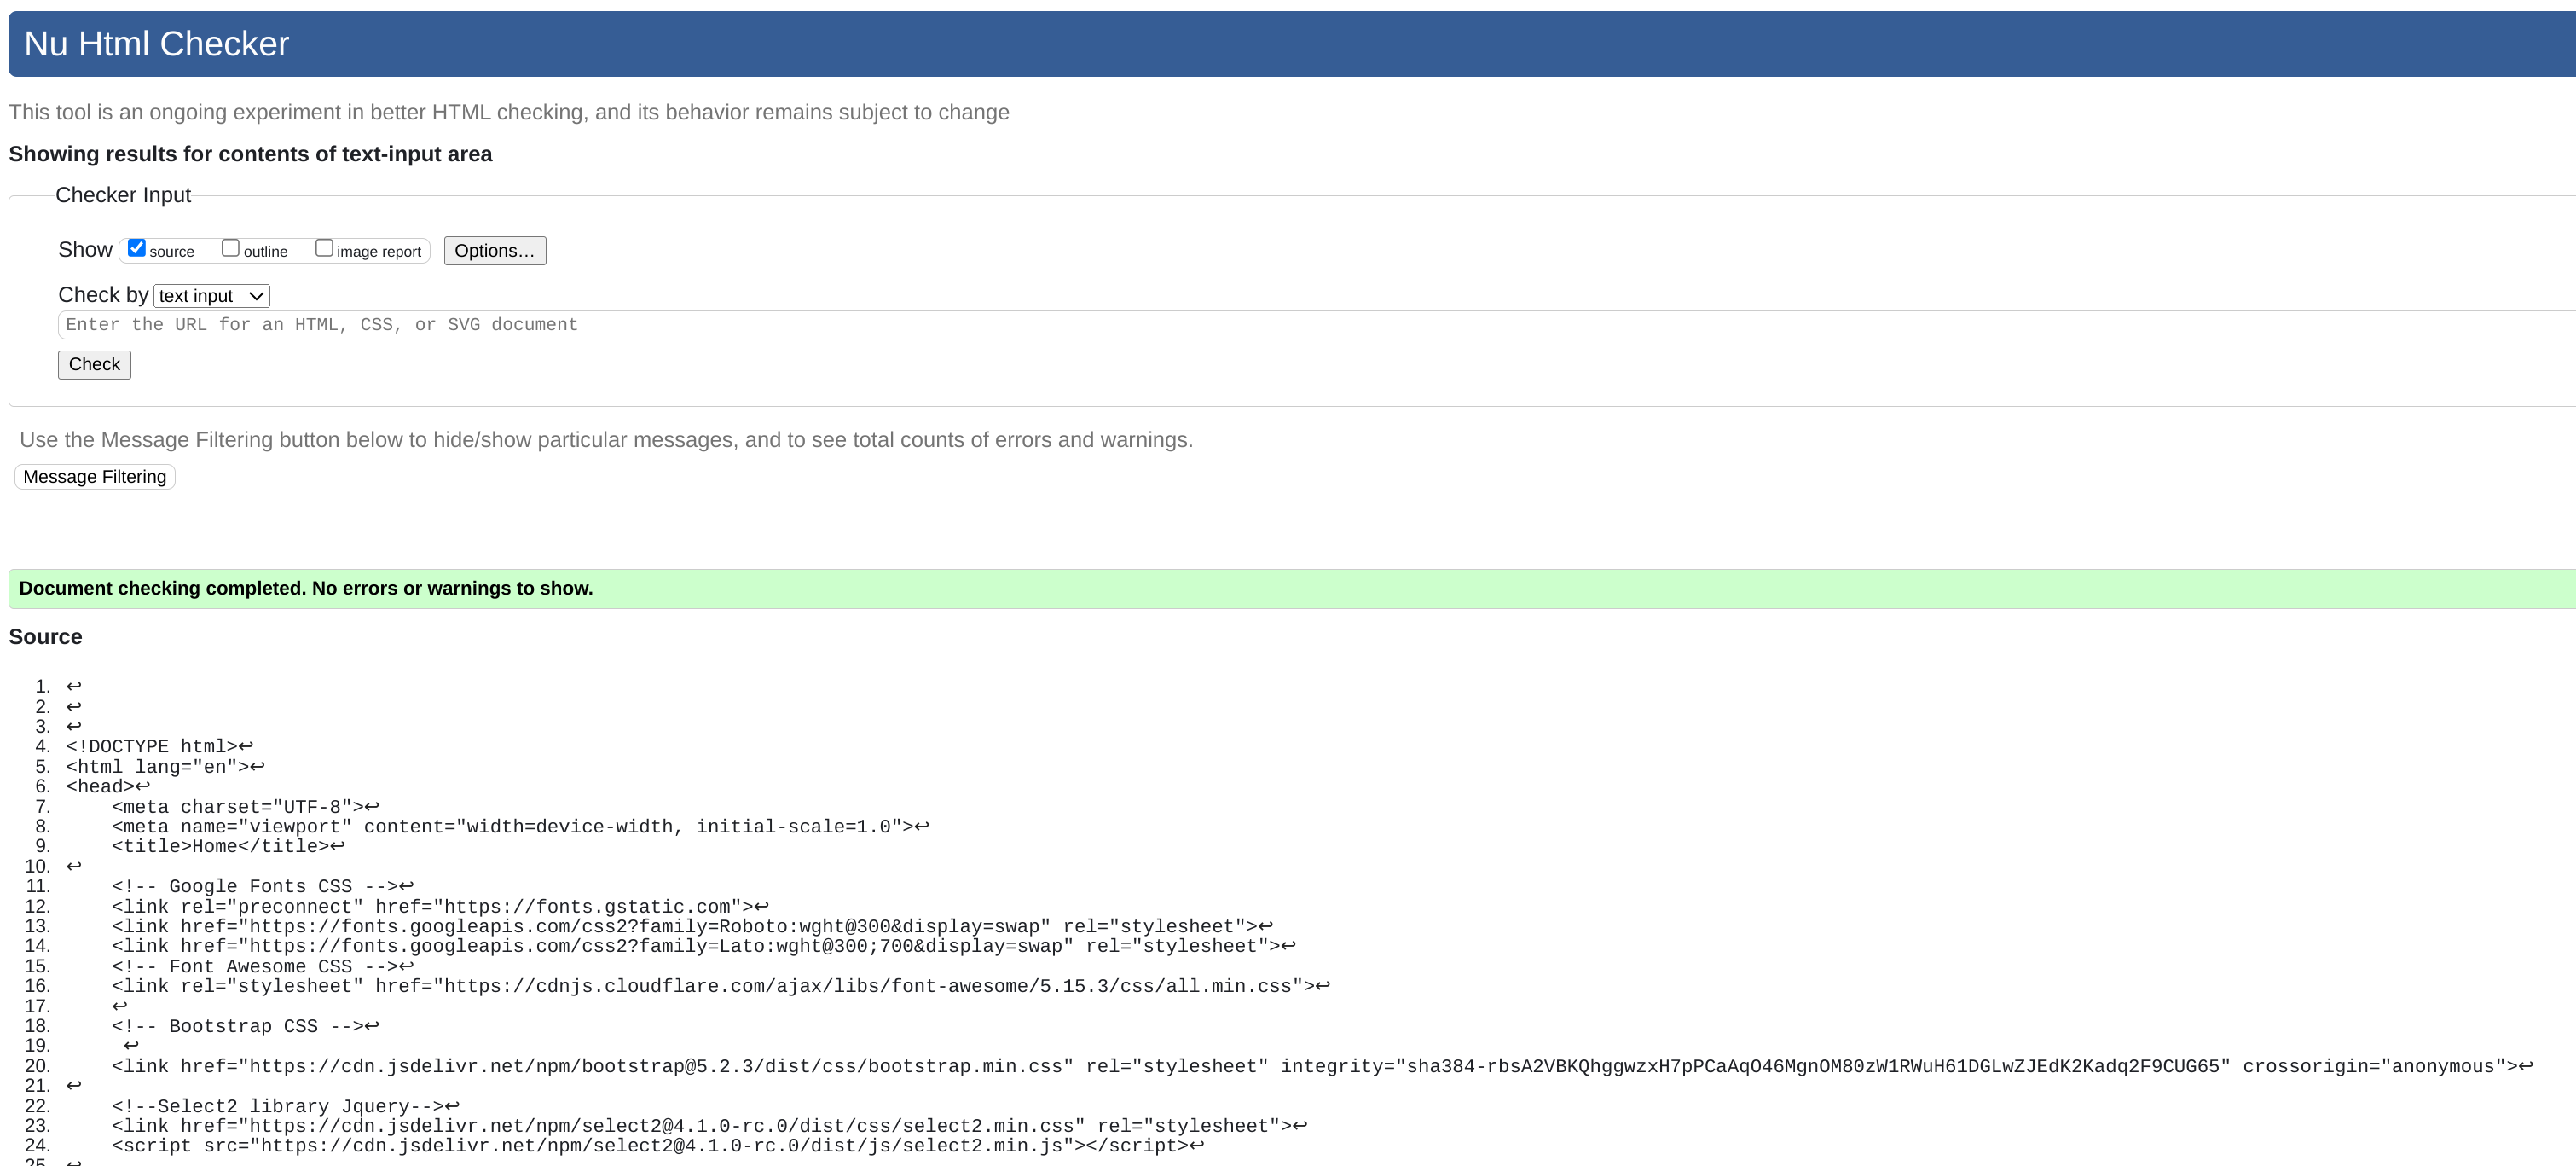 Nu Html Checker
This tool is an ongoing experiment in better HTML checking, and its behavior remains subject to change
Showing results for contents of text-input area
Checker Input
Show source outline image report Options…
Check by text input
Enter the URL for an HTML, CSS, or SVG document
Check
Use the Message Filtering button below to hide/show particular messages, and to see total counts of errors and warnings.
Message Filtering
Document checking completed. No errors or warnings to show.
Source
1. ↩
2. ↩
3. ↩
4. <!DOCTYPE html>↩
5. <html lang="en">↩
6. <head>↩
7.     <meta charset="UTF-8">↩
8.     <meta name="viewport" content="width=device-width, initial-scale=1.0">↩
9.     <title>Home</title>↩
10. ↩
11.     <!-- Google Fonts CSS -->↩
12.     <link rel="preconnect" href="https://fonts.gstatic.com">↩
13.     <link href="https://fonts.googleapis.com/css2?family=Roboto:wght@300&display=swap" rel="stylesheet">↩
14.     <link href="https://fonts.googleapis.com/css2?family=Lato:wght@300;700&display=swap" rel="stylesheet">↩
15.     <!-- Font Awesome CSS -->↩
16.     <link rel="stylesheet" href="https://cdnjs.cloudflare.com/ajax/libs/font-awesome/5.15.3/css/all.min.css">↩
17.     ↩
18.     <!-- Bootstrap CSS -->↩
19.      ↩
20.     <link href="https://cdn.jsdelivr.net/npm/bootstrap@5.2.3/dist/css/bootstrap.min.css" rel="stylesheet" integrity="sha384-rbsA2VBKQhggwzxH7pPCaAqO46MgnOM80zW1RWuH61DGLwZJEdK2Kadq2F9CUG65" crossorigin="anonymous">↩
21. ↩
22.     <!--Select2 library Jquery-->↩
23.     <link href="https://cdn.jsdelivr.net/npm/select2@4.1.0-rc.0/dist/css/select2.min.css" rel="stylesheet">↩
24.     <script src="https://cdn.jsdelivr.net/npm/select2@4.1.0-rc.0/dist/js/select2.min.js"></script>↩
25. ↩